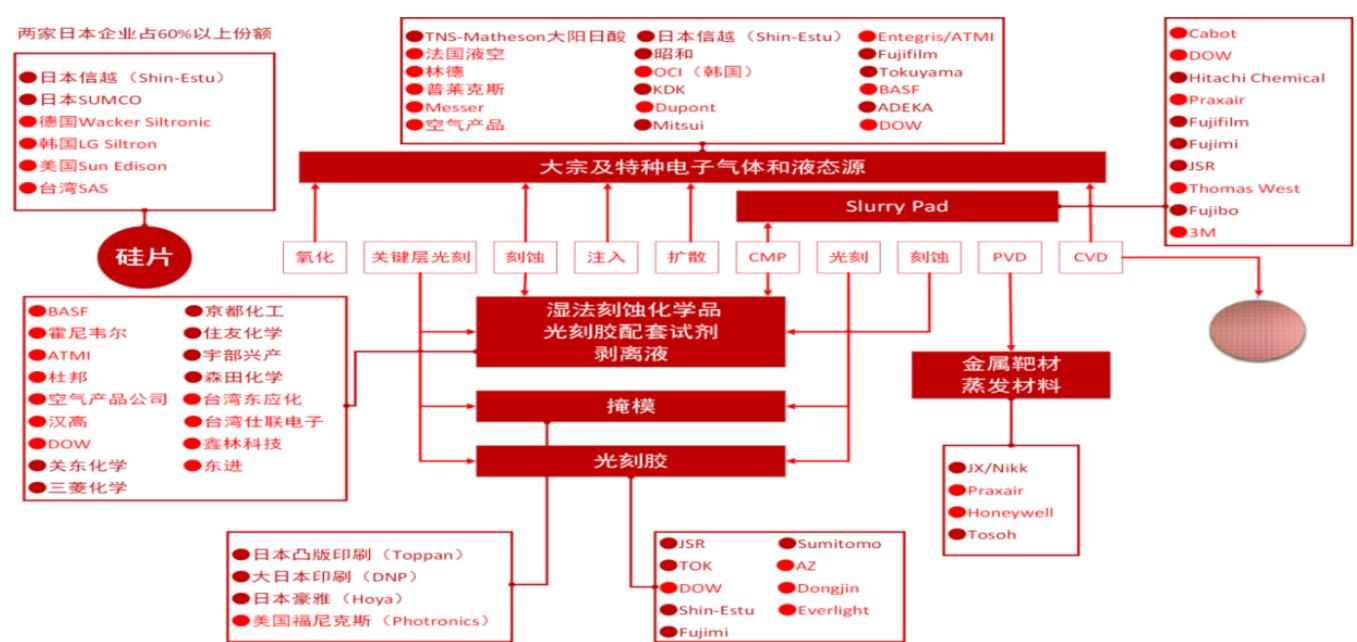 两家日本企业占60%以上份额
日本信越（Shin-Estu）
日本SUMCO
德国Wacker Siltronic
韩国LG Siltron
美国Sun Edison
台湾SAS
硅片
TNS-Matheson大阳日酸
法国液空
林德
普莱克斯
Messer
空气产品
日本信越（Shin-Estu）
昭和
OCI（韩国）
KDK
Dupont
Mitsui
Entegris/ATMI
Fujifilm
Tokuyama
BASF
ADEKA
DOW
大宗及特种电子气体和液态源
Cabot
DOW
Hitachi Chemical
Praxair
Fujifilm
Fujimi
JSR
Thomas West
Fujibo
3M
Slurry Pad
氧化
关键层光刻
刻蚀
注入
扩散
CMP
光刻
刻蚀
PVD
CVD
湿法刻蚀化学品
光刻胶配套试剂
剥离液
掩模
光刻胶
金属靶材
蒸发材料
BASF
霍尼韦尔
ATMI
杜邦
空气产品公司
汉高
DOW
关东化学
三菱化学
京都化工
住友化学
宇部兴产
森田化学
台湾东应化
台湾仕联电子
鑫林科技
东进
JX/Nikk
Praxair
Honeywell
Tosoh
日本凸版印刷（Toppan）
大日本印刷（DNP）
日本豪雅（Hoya）
美国福尼克斯（Photronics）
JSR
TOK
DOW
Shin-Estu
Fujimi
Sumitomo
AZ
Dongjin
Everlight